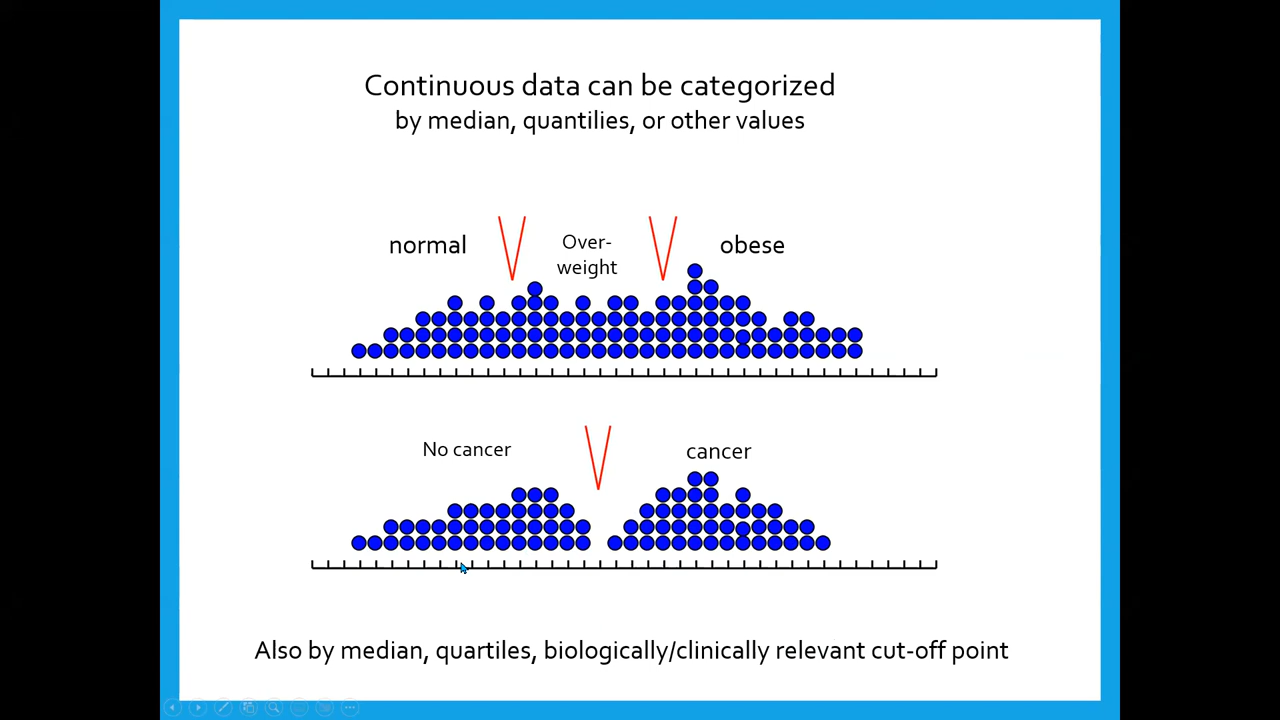 Continuous data can be categorized
by median, quantilies, or other values
normal
Over-
weight
obese
No cancer
cancer
Also by median, quartiles, biologically/clinically relevant cut-off point